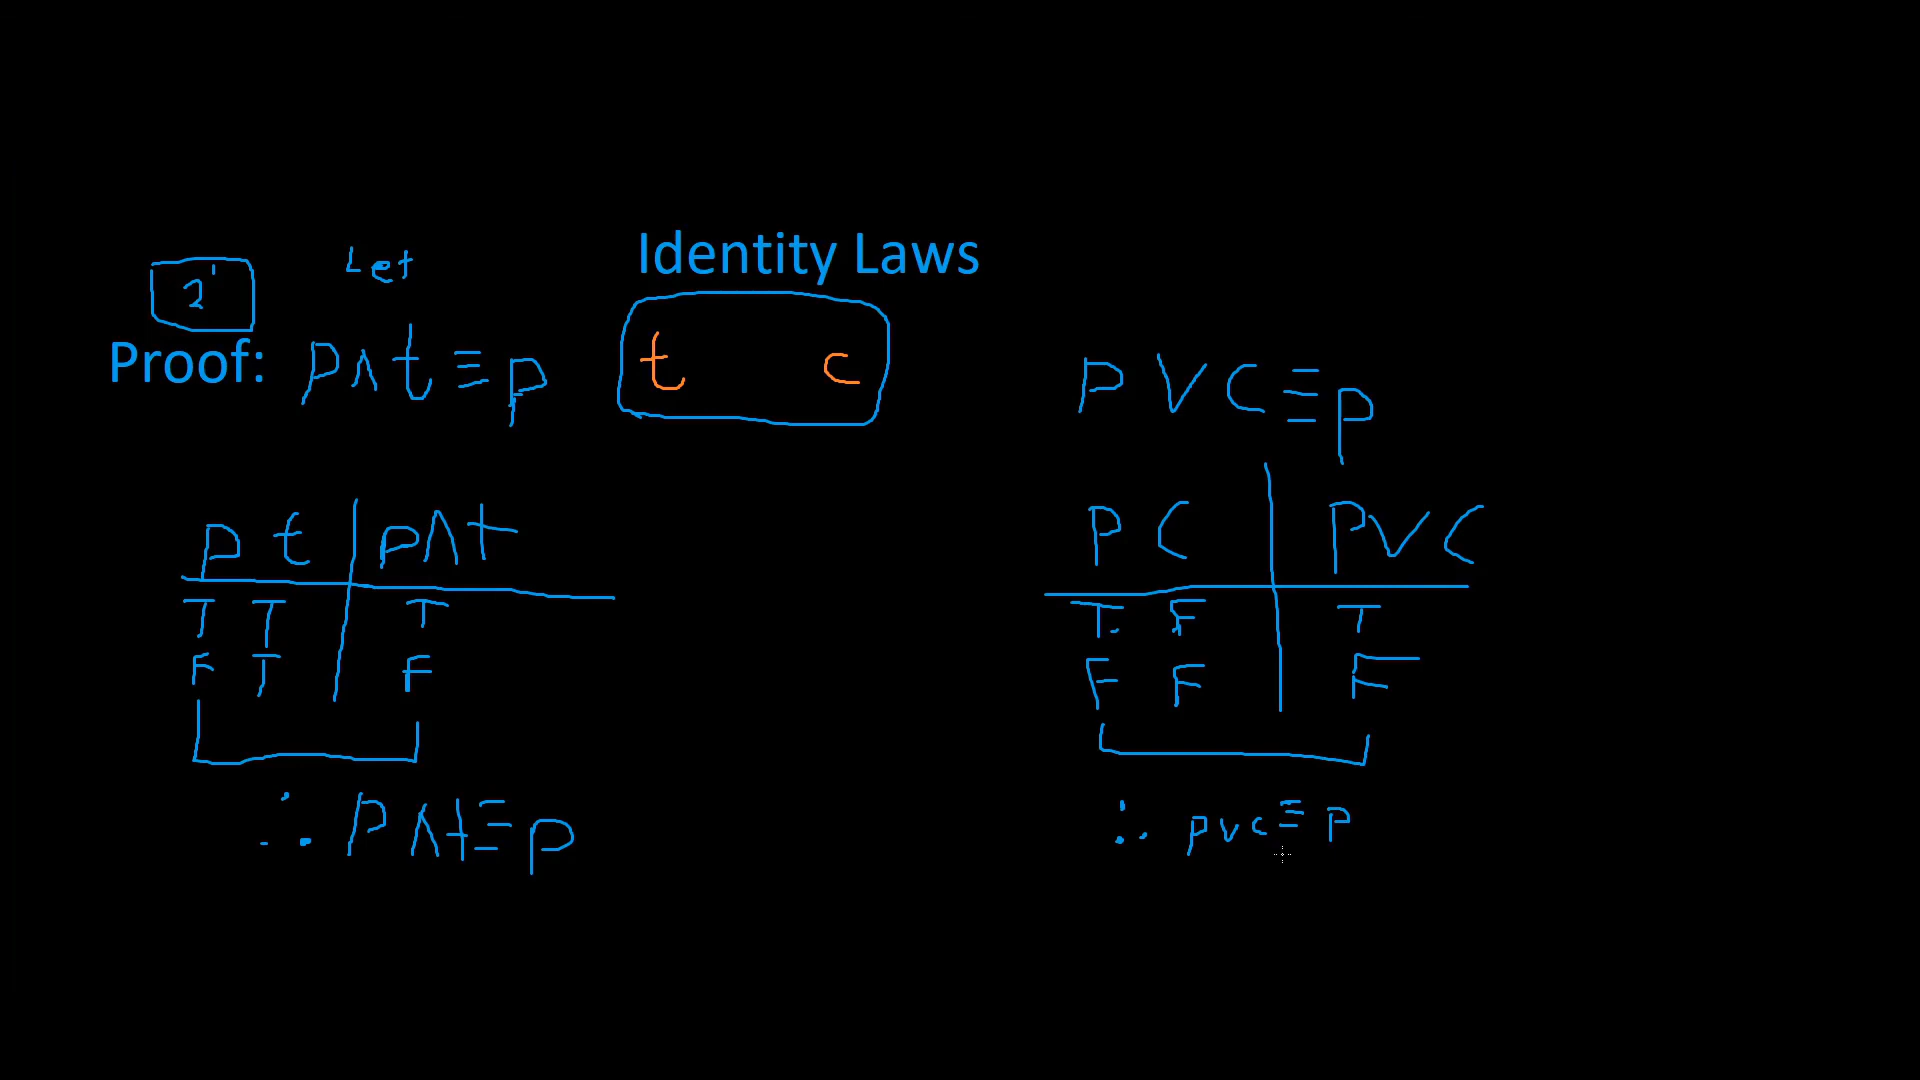 Identity Laws
2'
Let
Proof: p ∧ t ≡ p
t c
p ∨ c ≡ p
p t p ∧ t
T T T
F T F
∴ p ∧ t ≡ p
p c p ∨ c
T. F T
F F F
∴ p ∨ c ≡ p